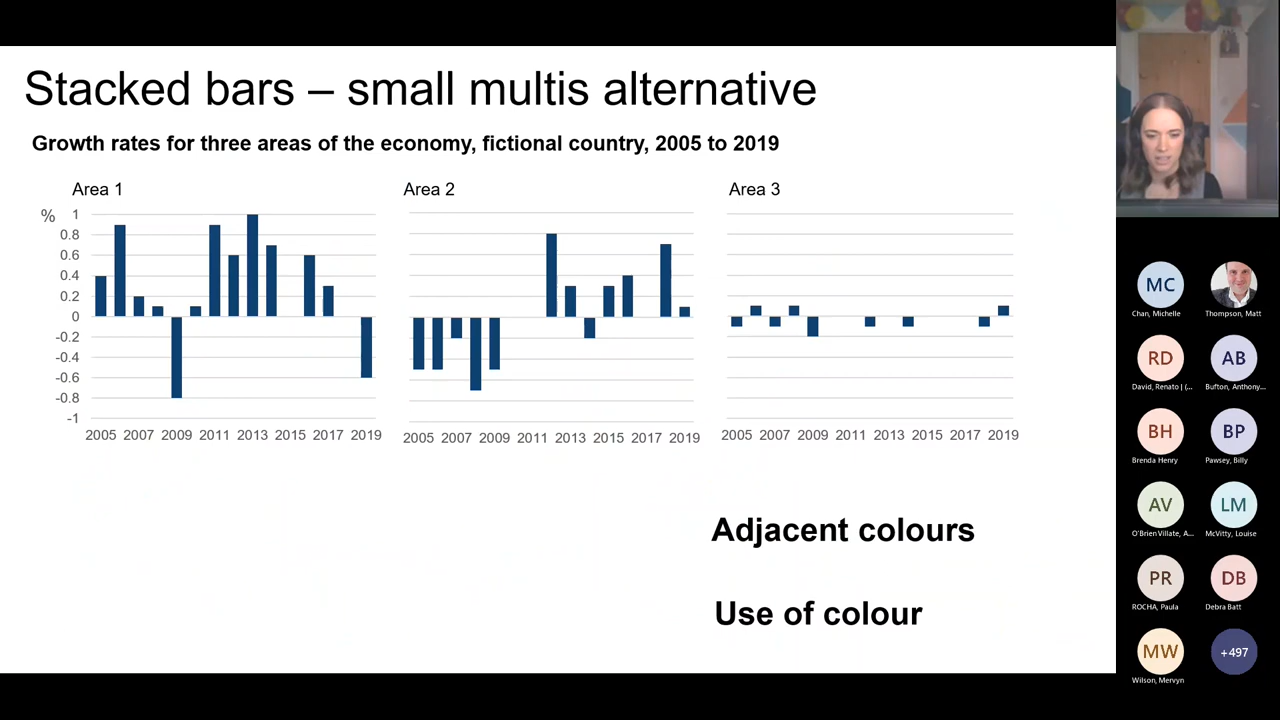 Stacked bars – small multis alternative
Growth rates for three areas of the economy, fictional country, 2005 to 2019
Area 1
Area 2
Area 3
%
1
0.8
0.6
0.4
0.2
0
-0.2
-0.4
-0.6
-0.8
-1
2005 2007 2009 2011 2013 2015 2017 2019
2005 2007 2009 2011 2013 2015 2017 2019
2005 2007 2009 2011 2013 2015 2017 2019
Adjacent colours
Use of colour
MC
Chan, Michelle
Thompson, Matt
RD
David, Renato | (...
AB
Bufton, Anthony...
BH
Brenda Henry
BP
Pawsey, Billy
AV
O'Brien Villate, A...
LM
McVitty, Louise
PR
ROCHA, Paula
DB
Debra Batt
MW
Wilson, Mervyn
+497